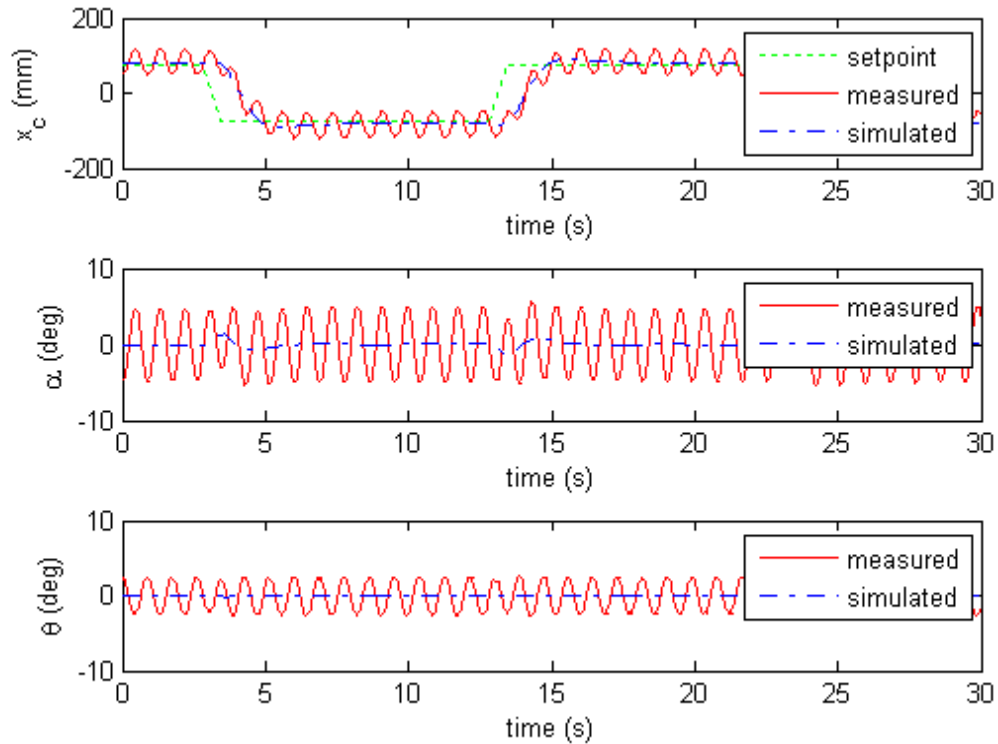 200
0
-200
x_c (mm)
setpoint
measured
simulated
0 5 10 15 20 25 30
time (s)
10
0
-10
α (deg)
measured
simulated
0 5 10 15 20 25 30
time (s)
10
0
-10
θ (deg)
measured
simulated
0 5 10 15 20 25 30
time (s)